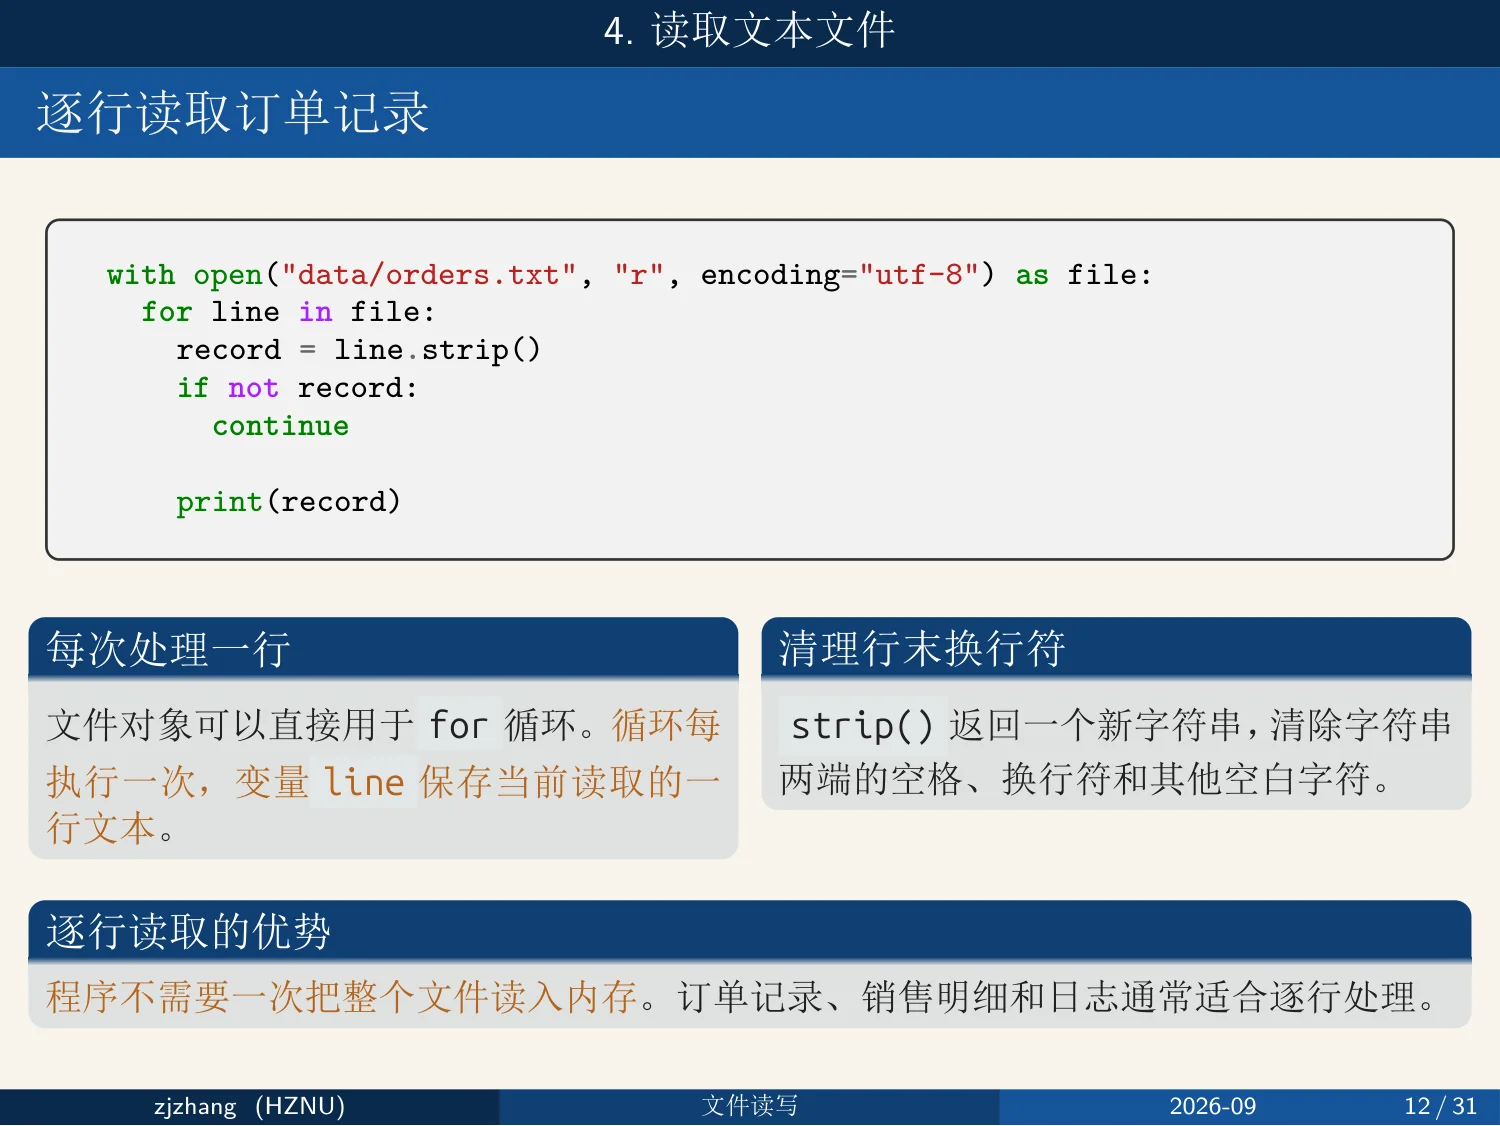 4. 读取文本文件
逐行读取订单记录
with open("data/orders.txt", "r", encoding="utf-8") as file:
  for line in file:
    record = line.strip()
    if not record:
      continue
    print(record)
每次处理一行
文件对象可以直接用于 for 循环。循环每
执行一次，变量 line 保存当前读取的一
行文本。
清理行末换行符
strip() 返回一个新字符串，清除字符串
两端的空格、换行符和其他空白字符。
逐行读取的优势
程序不需要一次把整个文件读入内存。订单记录、销售明细和日志通常适合逐行处理。
zjzhang (HZNU)
文件读写
2026-09
12 / 31